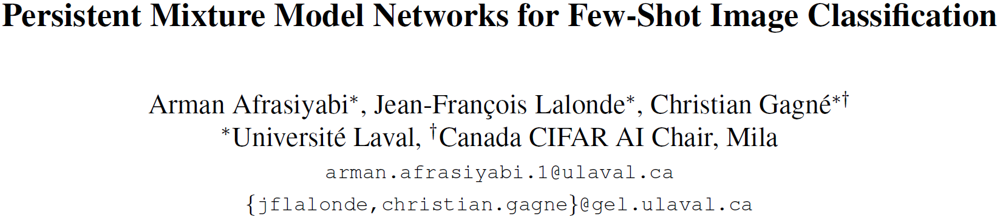 Persistent Mixture Model Networks for Few-Shot Image Classification
Arman Afrasiyabi*, Jean-François Lalonde*, Christian Gagné*†
*Université Laval, †Canada CIFAR AI Chair, Mila
arman.afrasiyabi.1@ulaval.ca
{jflalonde,christian.gagne}@gel.ulaval.ca